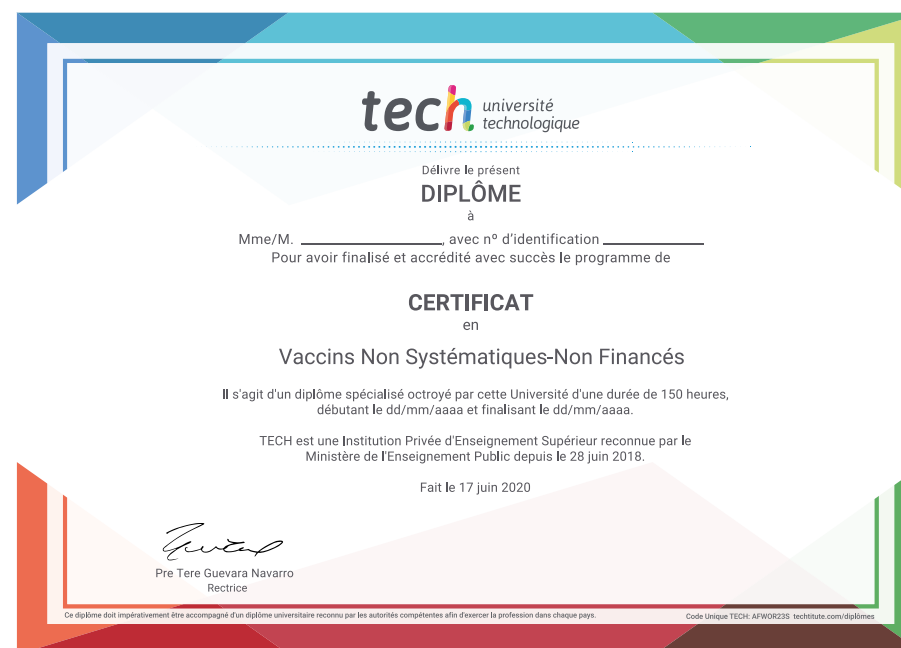 tech université
technologique
Délivre le présent
DIPLÔME
à
Mme/M. ____________________, avec nº d'identification ______________
Pour avoir finalisé et accrédité avec succès le programme de
CERTIFICAT
en
Vaccins Non Systématiques-Non Financés
Il s'agit d'un diplôme spécialisé octroyé par cette Université d'une durée de 150 heures,
débutant le dd/mm/aaaa et finalisant le dd/mm/aaaa.
TECH est une Institution Privée d'Enseignement Supérieur reconnue par le
Ministère de l'Enseignement Public depuis le 28 juin 2018.
Fait le 17 juin 2020
Pre Tere Guevara Navarro
Rectrice
Ce diplôme doit impérativement être accompagné d'un diplôme universitaire reconnu par les autorités compétentes afin d'exercer la profession dans chaque pays.
Code Unique TECH: AFWOR23S techtitute.com/diplômes